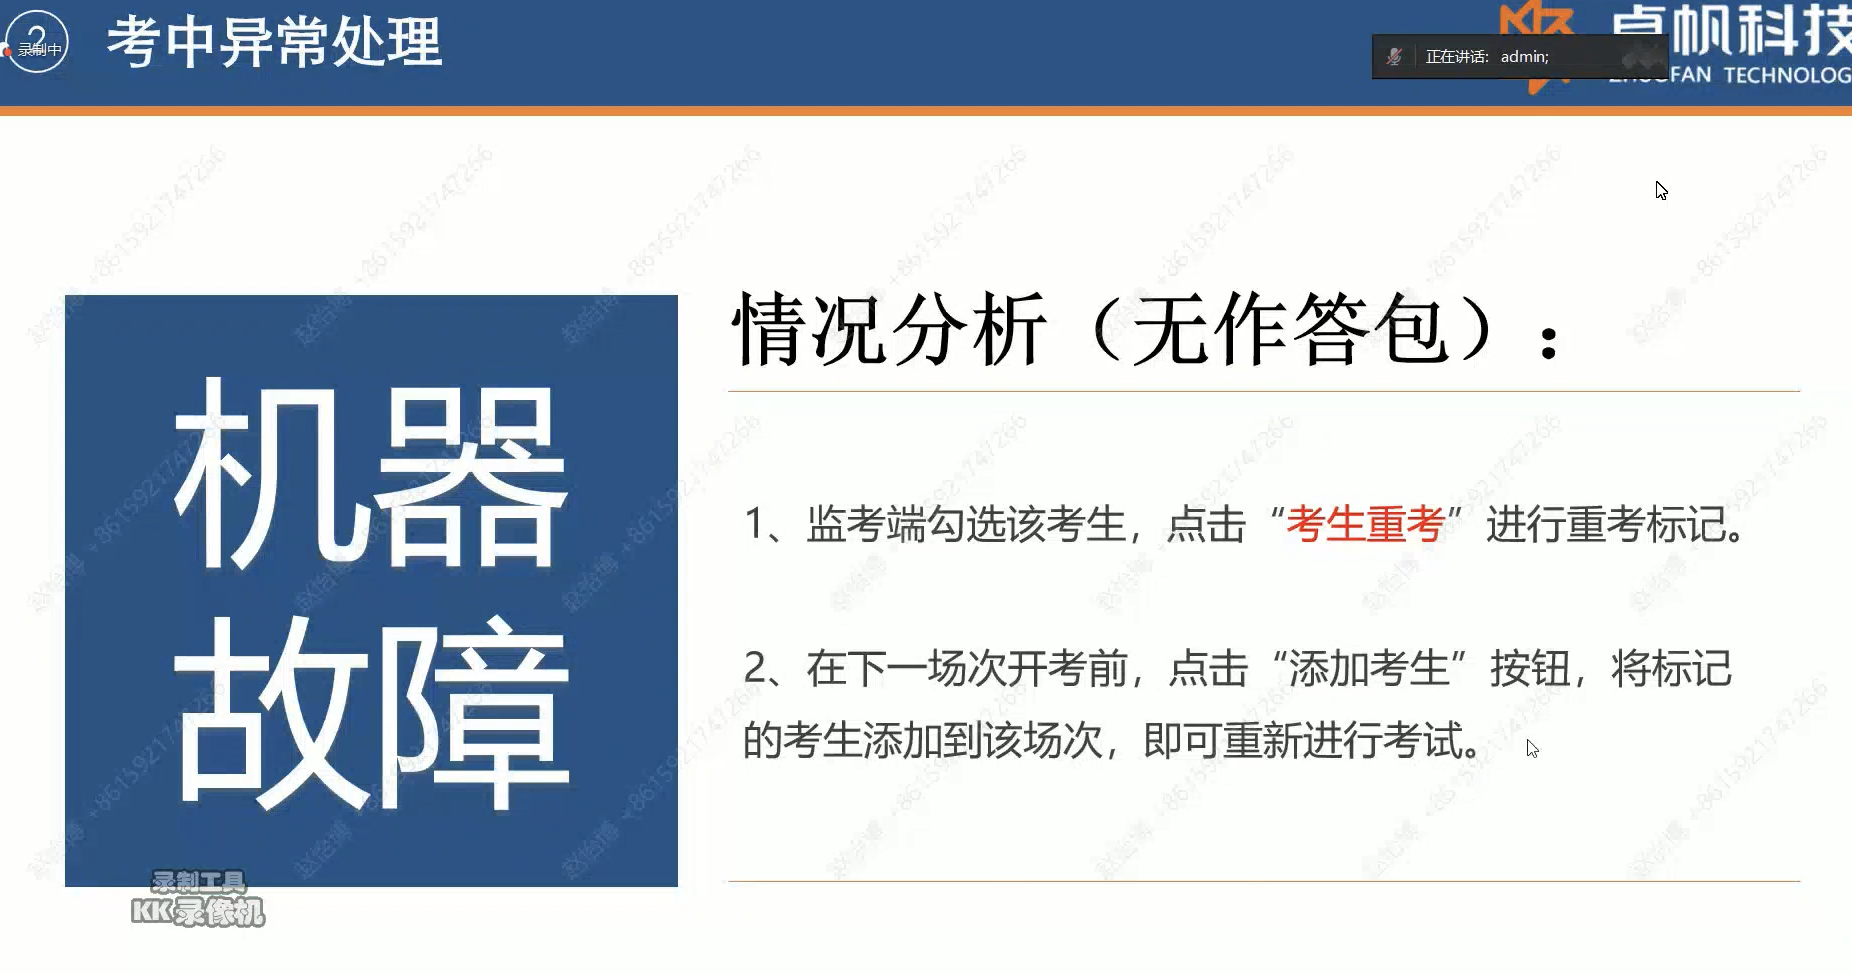 2
录制中
考中异常处理
正在讲话: admin;
卓帆科技
ZHUOFAN TECHNOLOG
机器
故障
情况分析（无作答包）：
1、监考端勾选该考生，点击“考生重考”进行重考标记。
2、在下一场次开考前，点击“添加考生”按钮，将标记
的考生添加到该场次，即可重新进行考试。
赵怡博 +8615921747266
录制工具
KK录像机